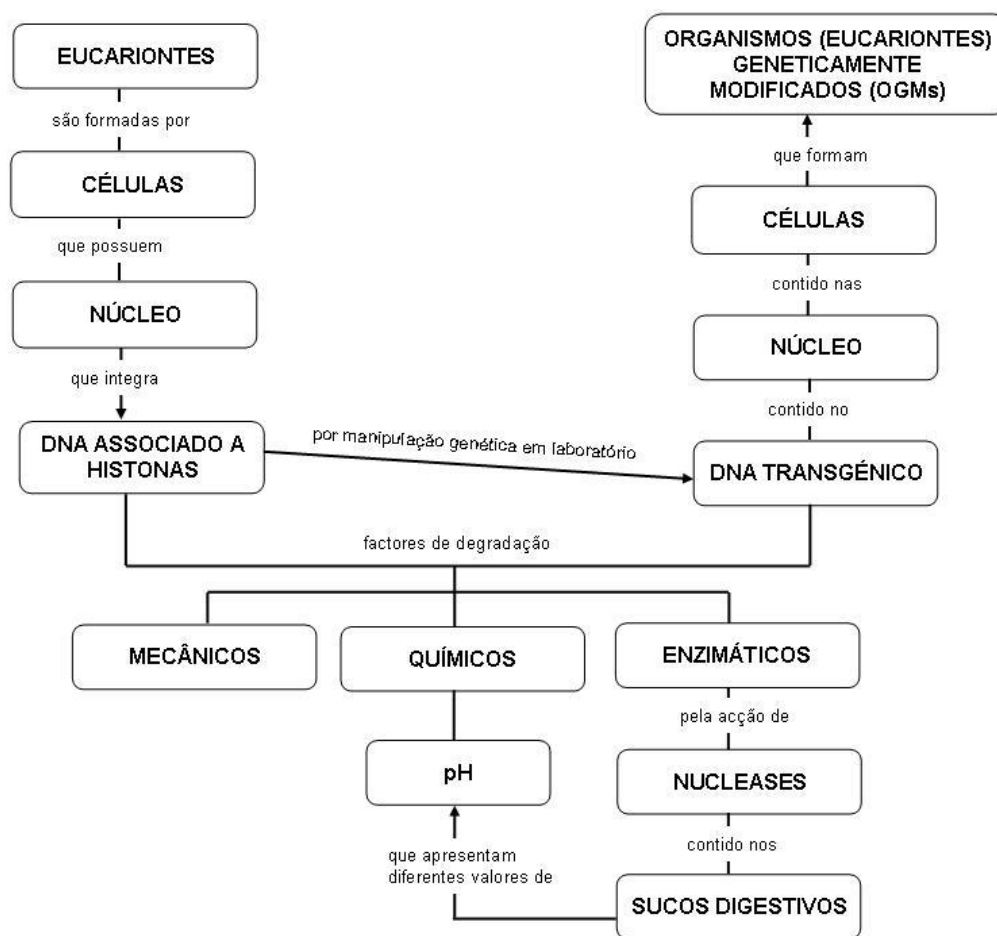 EUCARIONTES
são formadas por
CÉLULAS
que possuem
NÚCLEO
que integra
DNA ASSOCIADO A
HISTONAS
por manipulação genética em laboratório
ORGANISMOS (EUCARIONTES)
GENETICAMENTE
MODIFICADOS (OGMs)
que formam
CÉLULAS
contido nas
NÚCLEO
contido no
DNA TRANSGÉNICO
factores de degradação
MECÂNICOS
QUÍMICOS
ENZIMÁTICOS
pela acção de
pH
NUCLEASES
contido nos
que apresentam
diferentes valores de
SUCOS DIGESTIVOS